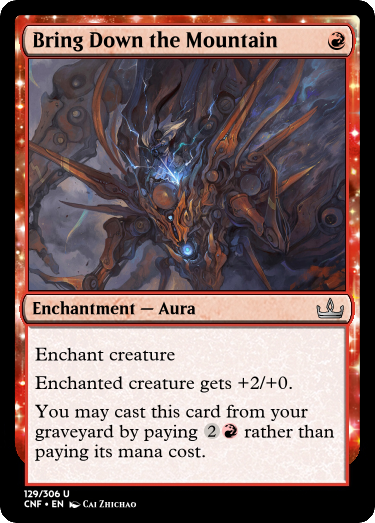 Bring Down the Mountain
Enchantment — Aura
Enchant creature
Enchanted creature gets +2/+0.
You may cast this card from your
graveyard by paying 2 rather than
paying its mana cost.
129/306 U
CNF • EN Cai Zhichao